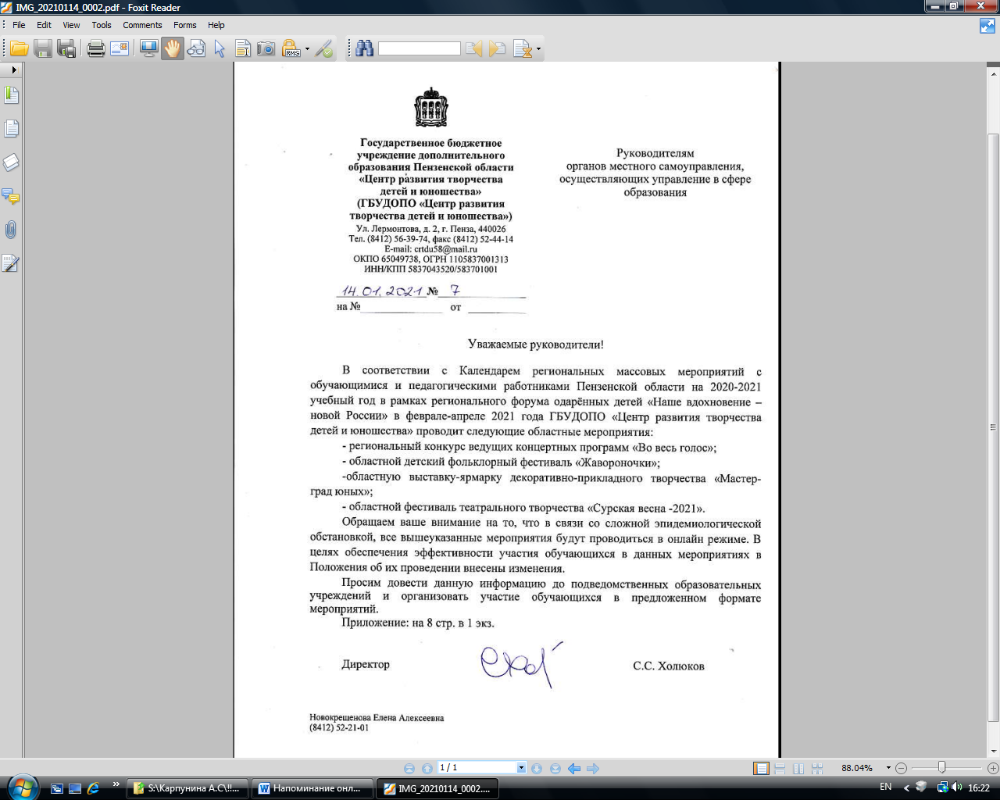 IMG_20210114_0002.pdf - Foxit Reader
File Edit View Tools Comments Forms Help
RMS
Государственное бюджетное
учреждение дополнительного
образования Пензенской области
«Центр развития творчества
детей и юношества»
(ГБУДОПО «Центр развития
творчества детей и юношества»)
Ул. Лермонтова, д. 2, г. Пенза, 440026
Тел. (8412) 56-39-74, факс (8412) 52-44-14
E-mail: crtdu58@mail.ru
ОКПО 65049738, ОГРН 1105837001313
ИНН/КПП 5837043520/583701001
14.01.2021 № 7
на № от
Руководителям
органов местного самоуправления,
осуществляющих управление в сфере
образования
Уважаемые руководители!
В соответствии с Календарем региональных массовых мероприятий с
обучающимися и педагогическими работниками Пензенской области на 2020-2021
учебный год в рамках регионального форума одарённых детей «Наше вдохновение –
новой России» в феврале-апреле 2021 года ГБУДОПО «Центр развития творчества
детей и юношества» проводит следующие областные мероприятия:
- региональный конкурс ведущих концертных программ «Во весь голос»;
- областной детский фольклорный фестиваль «Жавороночки»;
-областную выставку-ярмарку декоративно-прикладного творчества «Мастер-
град юных»;
- областной фестиваль театрального творчества «Сурская весна -2021».
Обращаем ваше внимание на то, что в связи со сложной эпидемиологической
обстановкой, все вышеуказанные мероприятия будут проводиться в онлайн режиме. В
целях обеспечения эффективности участия обучающихся в данных мероприятиях в
Положения об их проведении внесены изменения.
Просим довести данную информацию до подведомственных образовательных
учреждений и организовать участие обучающихся в предложенном формате
мероприятий.
Приложение: на 8 стр. в 1 экз.
Директор С.С. Холюков
Новокрещенова Елена Алексеевна
(8412) 52-21-01
1 / 1 88.04%
S:\Карпунина А.С\!!... Напоминание онл... IMG_20210114_0002.... EN 16:22